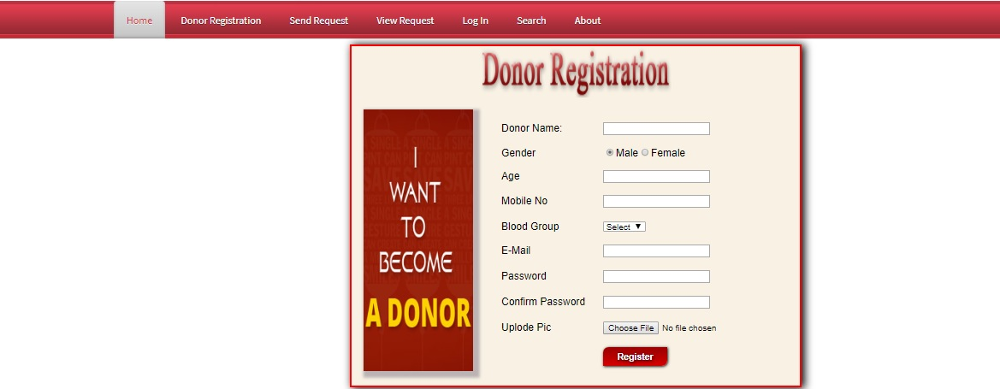 Home Donor Registration Send Request View Request Log In Search About
Donor Registration
I
WANT
TO
BECOME
A DONOR
Donor Name:
Gender Male Female
Age
Mobile No
Blood Group Select ▼
E-Mail
Password
Confirm Password
Uplode Pic Choose File No file chosen
Register